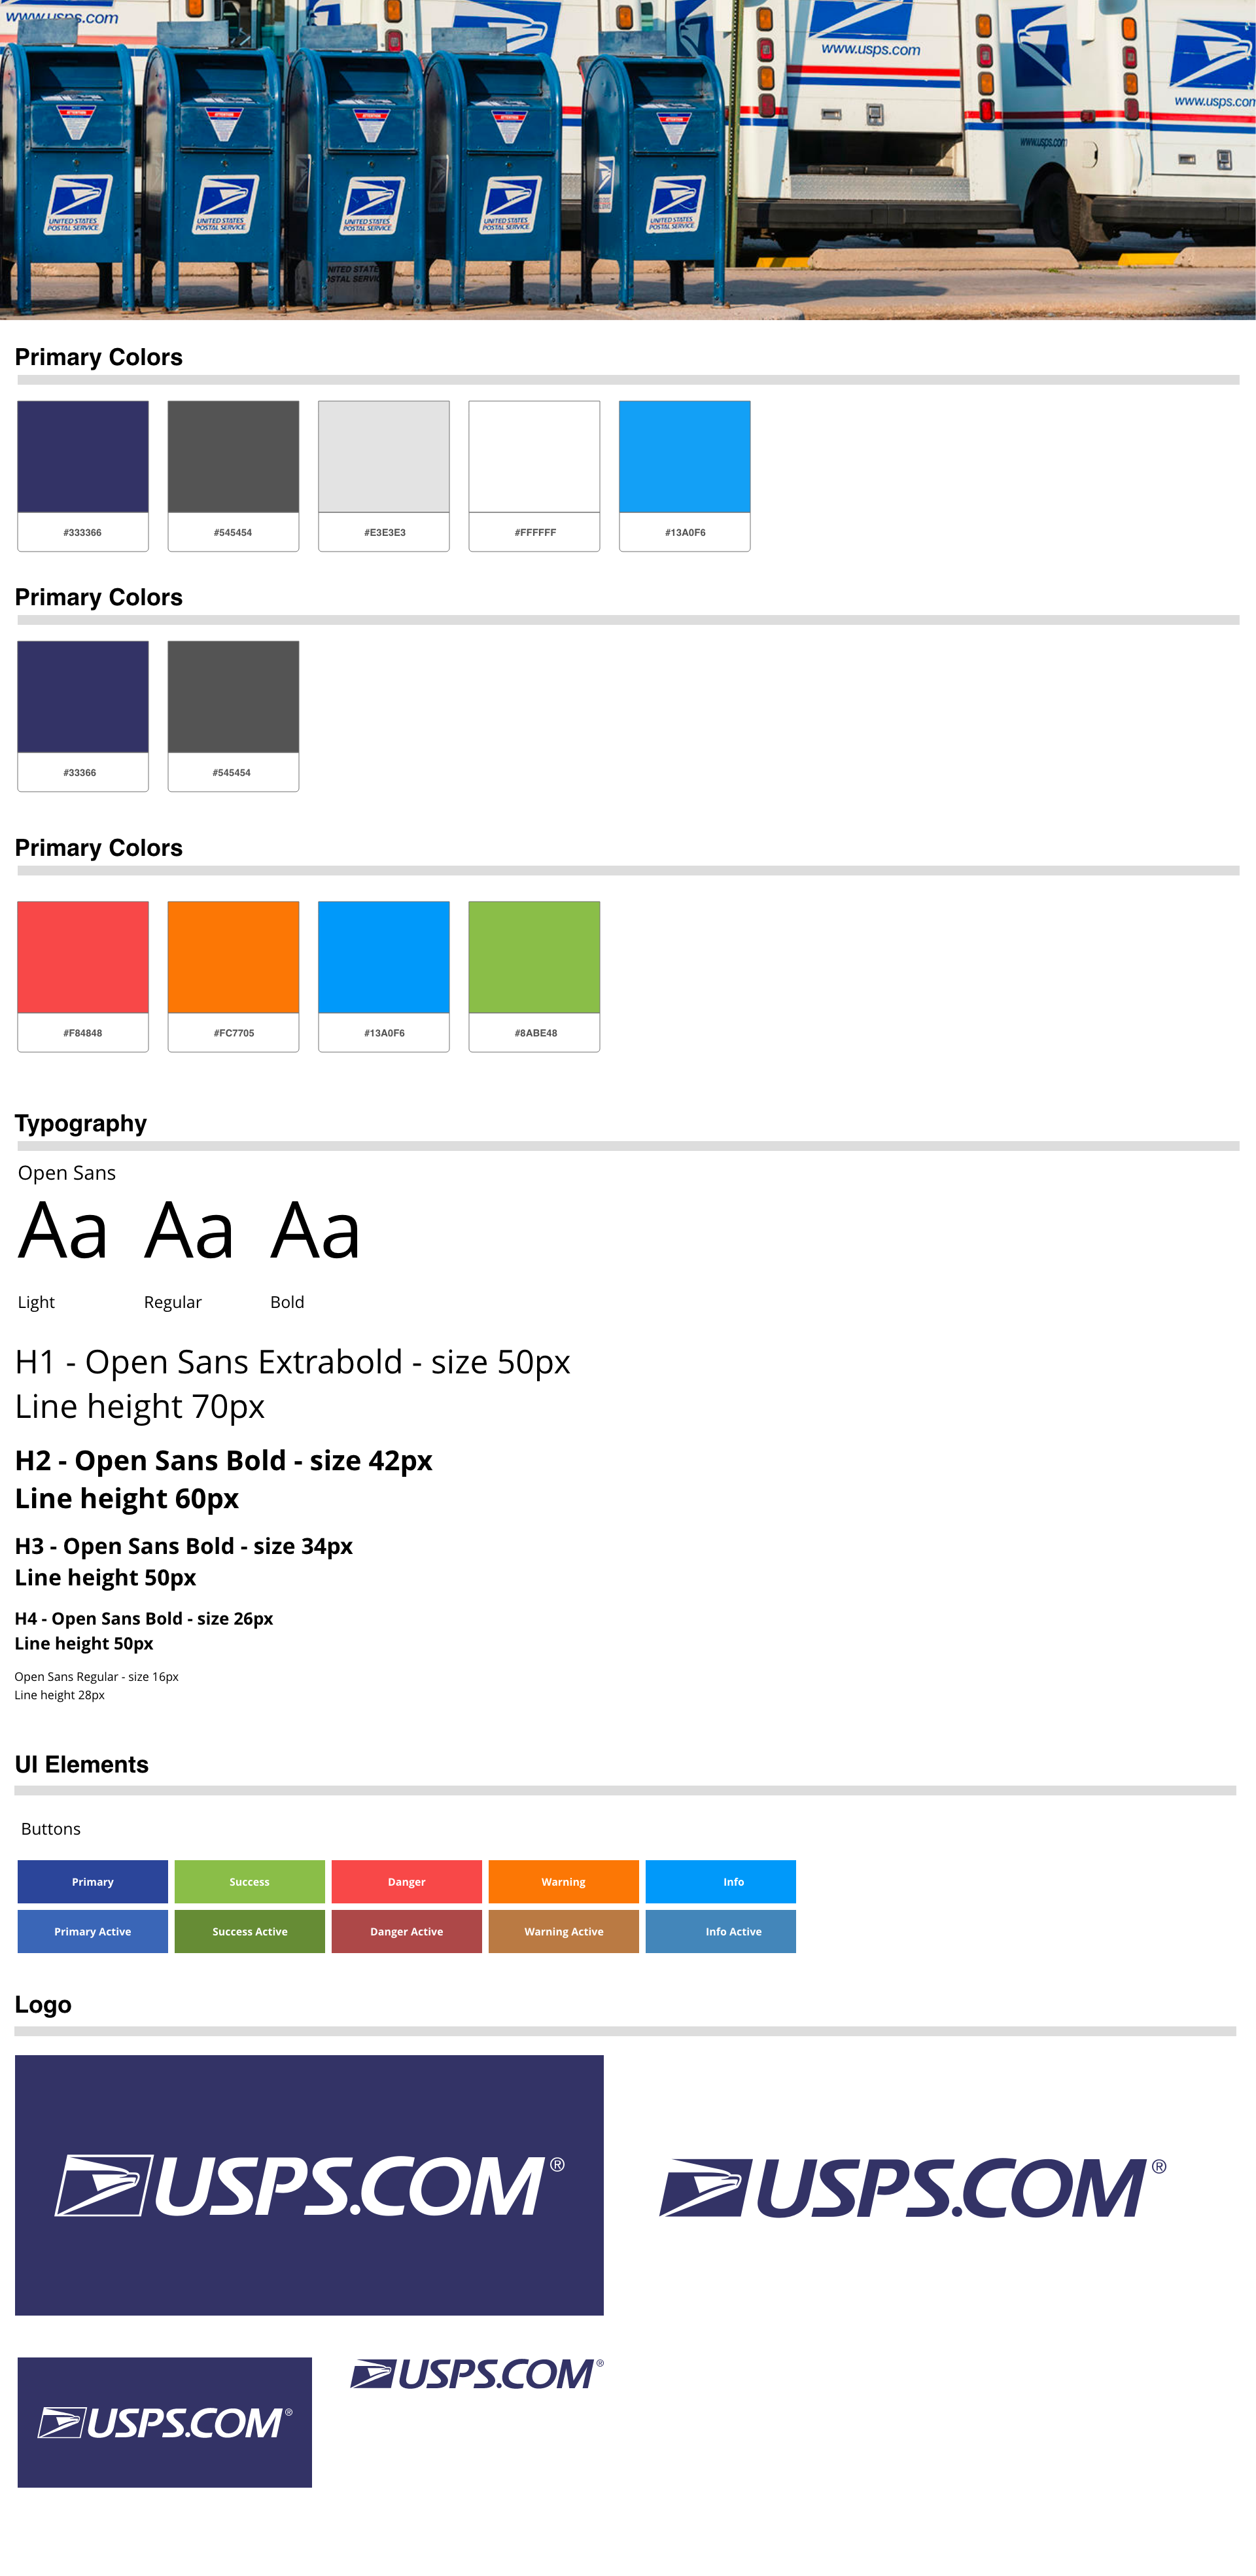 www.usps.com
www.usps.com
www.usps.com
www.usps.com
ATTENTION
ATTENTION
ATTENTION
ATTENTION
ATTENTION
UNITED STATES
POSTAL SERVICE
UNITED STATES
POSTAL SERVICE
UNITED STATES
POSTAL SERVICE
UNITED STATES
POSTAL SERVICE
UNITED STATES
POSTAL SERVICE
Primary Colors
#333366 #545454 #E3E3E3 #FFFFFF #13A0F6
Primary Colors
#33366 #545454
Primary Colors
#F84848 #FC7705 #13A0F6 #8ABE48
Typography
Open Sans
Aa Aa Aa
Light Regular Bold
H1 - Open Sans Extrabold - size 50px
Line height 70px
H2 - Open Sans Bold - size 42px
Line height 60px
H3 - Open Sans Bold - size 34px
Line height 50px
H4 - Open Sans Bold - size 26px
Line height 50px
Open Sans Regular - size 16px
Line height 28px
UI Elements
Buttons
Primary Success Danger Warning Info
Primary Active Success Active Danger Active Warning Active Info Active
Logo
USPS.COM® USPS.COM®
USPS.COM® USPS.COM®